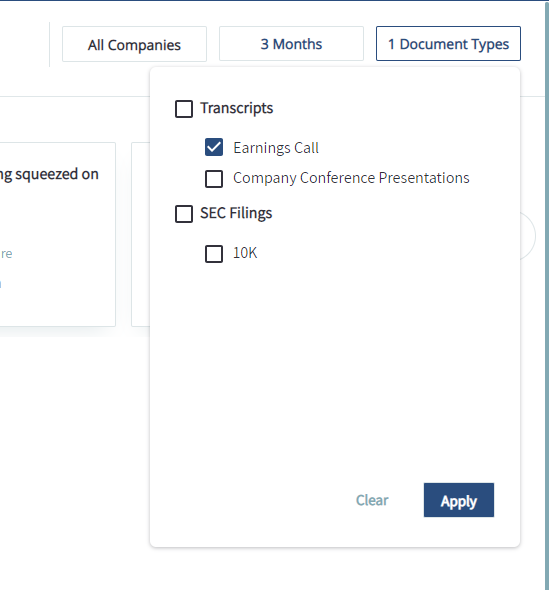 All Companies
3 Months
1 Document Types
Transcripts
Earnings Call
Company Conference Presentations
SEC Filings
10K
Clear
Apply
ng squeezed on
re